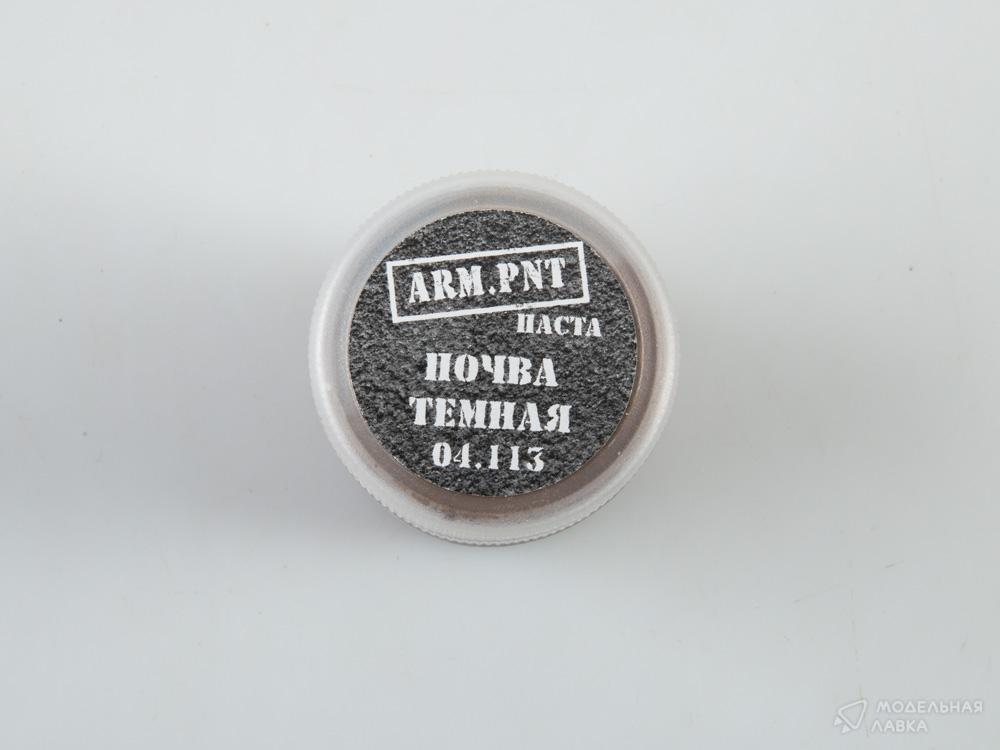 ARM.PNT
ПАСТА
ПОЧВА
ТЕМНАЯ
04.113
МОДЕЛЬНАЯ
ЛАВКА